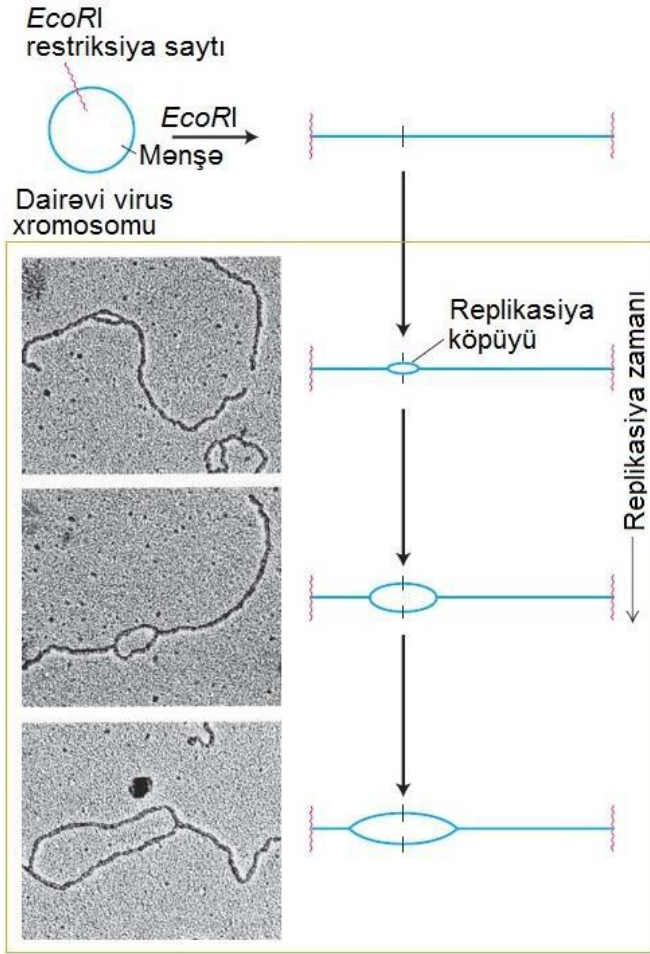 EcoRI
restriksiya saytı
EcoRI
Mənşə
Dairəvi virus
xromosomu
Replikasiya
köpüyü
Replikasiya zamanı